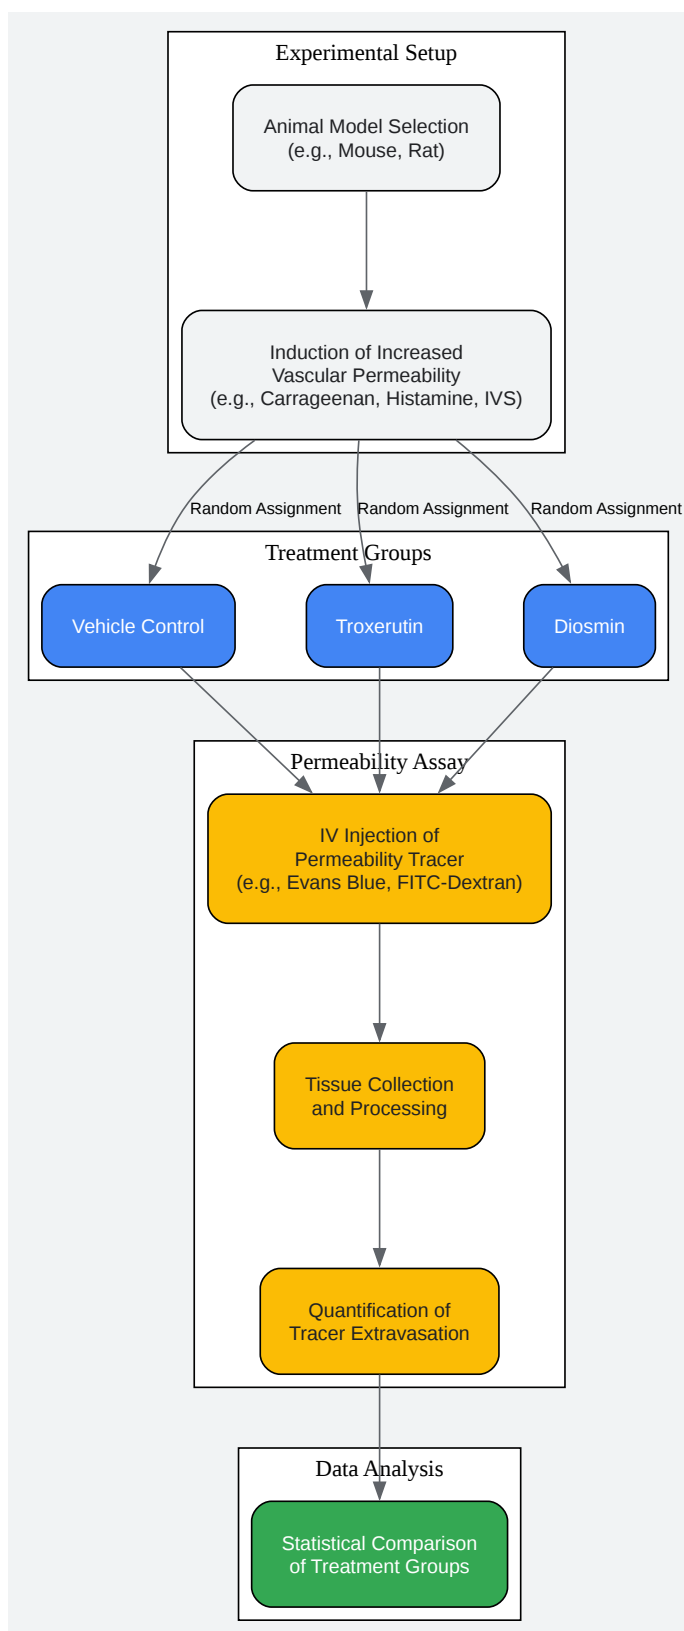 Experimental Setup
Animal Model Selection
(e.g., Mouse, Rat)
Induction of Increased
Vascular Permeability
(e.g., Carrageenan, Histamine, IVS)
Random Assignment
Random Assignment
Random Assignment
Treatment Groups
Vehicle Control
Troxerutin
Diosmin
Permeability Assay
IV Injection of
Permeability Tracer
(e.g., Evans Blue, FITC-Dextran)
Tissue Collection
and Processing
Quantification of
Tracer Extravasation
Data Analysis
Statistical Comparison
of Treatment Groups